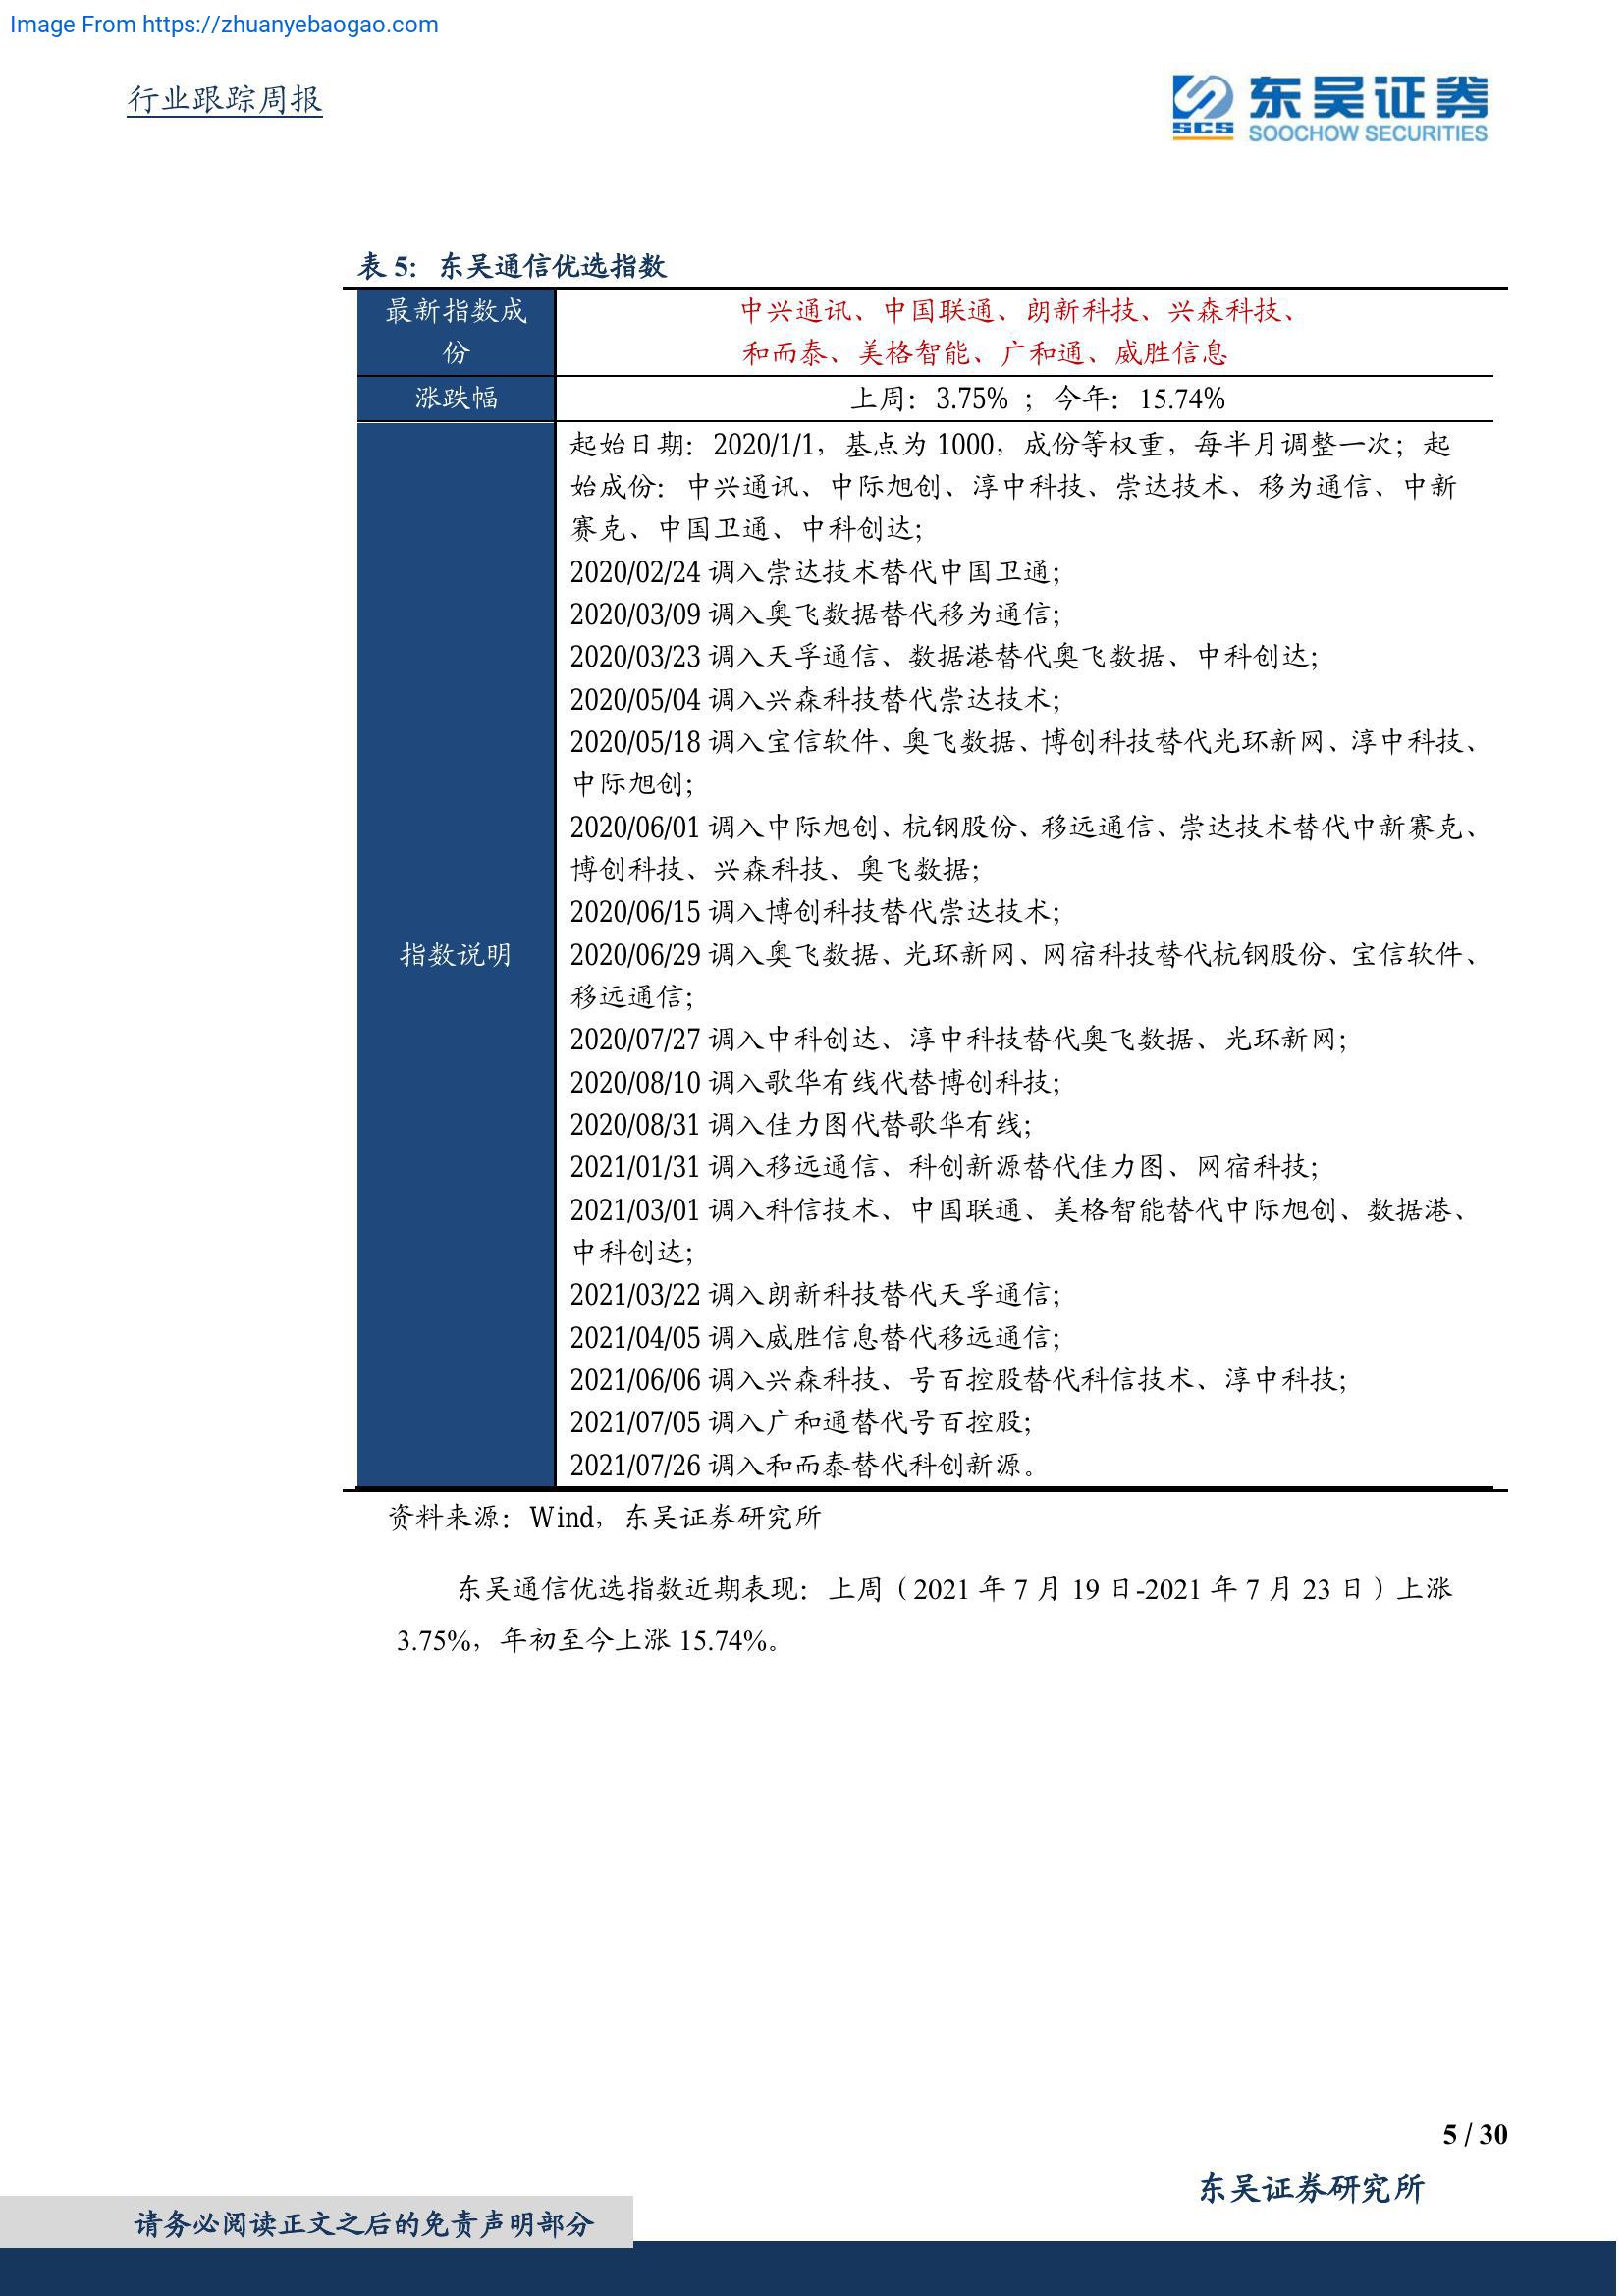 Image From https://zhuanyebaogao.com
行业跟踪周报
东吴证券
SCS
SOOCHOW SECURITIES
表 5：东吴通信优选指数
最新指数成
份
中兴通讯、中国联通、朗新科技、兴森科技、
和而泰、美格智能、广和通、威胜信息
涨跌幅
上周：3.75% ；今年：15.74%
指数说明
起始日期：2020/1/1，基点为 1000，成份等权重，每半月调整一次；起
始成份：中兴通讯、中际旭创、淳中科技、崇达技术、移为通信、中新
赛克、中国卫通、中科创达；
2020/02/24 调入崇达技术替代中国卫通；
2020/03/09 调入奥飞数据替代移为通信；
2020/03/23 调入天孚通信、数据港替代奥飞数据、中科创达；
2020/05/04 调入兴森科技替代崇达技术；
2020/05/18 调入宝信软件、奥飞数据、博创科技替代光环新网、淳中科技、
中际旭创；
2020/06/01 调入中际旭创、杭钢股份、移远通信、崇达技术替代中新赛克、
博创科技、兴森科技、奥飞数据；
2020/06/15 调入博创科技替代崇达技术；
2020/06/29 调入奥飞数据、光环新网、网宿科技替代杭钢股份、宝信软件、
移远通信；
2020/07/27 调入中科创达、淳中科技替代奥飞数据、光环新网；
2020/08/10 调入歌华有线代替博创科技；
2020/08/31 调入佳力图代替歌华有线；
2021/01/31 调入移远通信、科创新源替代佳力图、网宿科技；
2021/03/01 调入科信技术、中国联通、美格智能替代中际旭创、数据港、
中科创达；
2021/03/22 调入朗新科技替代天孚通信；
2021/04/05 调入威胜信息替代移远通信；
2021/06/06 调入兴森科技、号百控股替代科信技术、淳中科技；
2021/07/05 调入广和通替代号百控股；
2021/07/26 调入和而泰替代科创新源。
资料来源：Wind，东吴证券研究所
东吴通信优选指数近期表现：上周（2021 年 7 月 19 日-2021 年 7 月 23 日）上涨
3.75%，年初至今上涨 15.74%。
5 / 30
东吴证券研究所
请务必阅读正文之后的免责声明部分